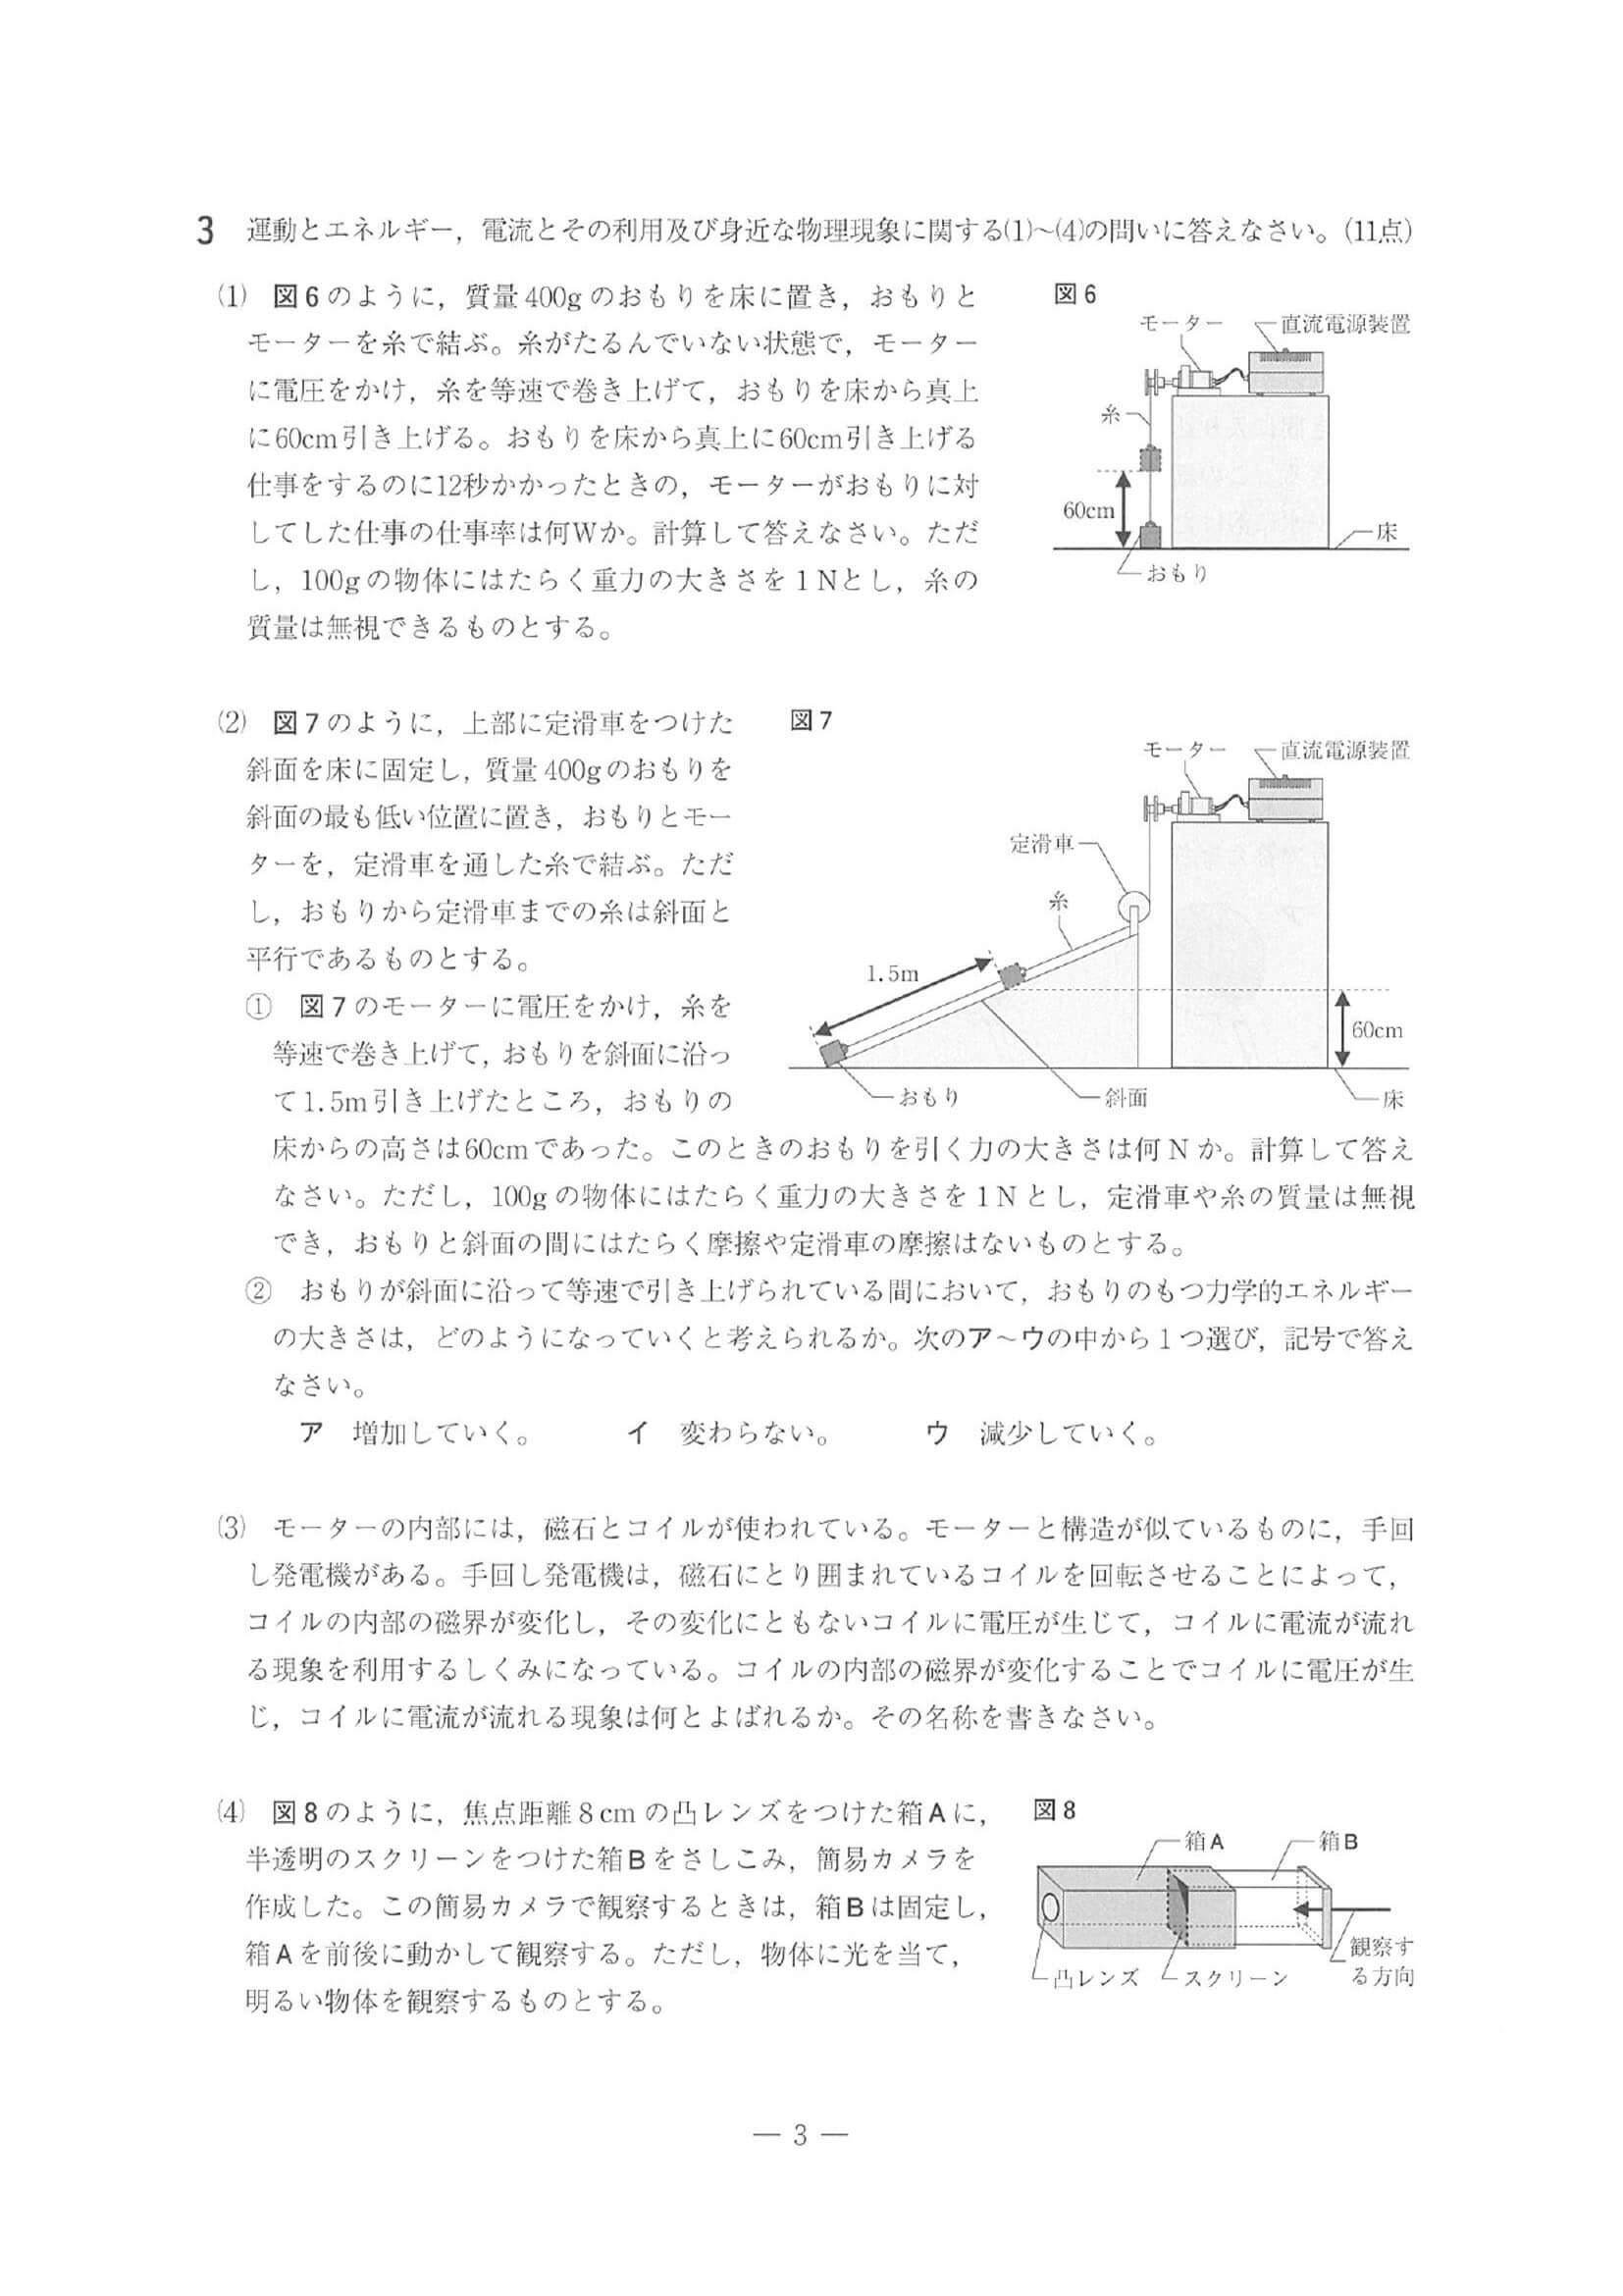 3 運動とエネルギー，電流とその利用及び身近な物理現象に関する(1)～(4)の問いに答えなさい。(11点)
(1) 図6のように，質量400gのおもりを床に置き，おもりと
モーターを糸で結ぶ。糸がたるんでいない状態で，モーター
に電圧をかけ，糸を等速で巻き上げて，おもりを床から真上
に60cm引き上げる。おもりを床から真上に60cm引き上げる
仕事をするのに12秒かかったときの，モーターがおもりに対
してした仕事の仕事率は何Wか。計算して答えなさい。ただ
し，100gの物体にはたらく重力の大きさを1Nとし，糸の
質量は無視できるものとする。
図6
モーター
直流電源装置
糸
60cm
床
おもり
(2) 図7のように，上部に定滑車をつけた
斜面を床に固定し，質量400gのおもりを
斜面の最も低い位置に置き，おもりとモー
ターを，定滑車を通した糸で結ぶ。ただ
し，おもりから定滑車までの糸は斜面と
平行であるものとする。
① 図7のモーターに電圧をかけ，糸を
等速で巻き上げて，おもりを斜面に沿っ
て1.5m引き上げたところ，おもりの
床からの高さは60cmであった。このときのおもりを引く力の大きさは何Nか。計算して答え
なさい。ただし，100gの物体にはたらく重力の大きさを1Nとし，定滑車や糸の質量は無視
でき，おもりと斜面の間にはたらく摩擦や定滑車の摩擦はないものとする。
図7
モーター
直流電源装置
定滑車
糸
1.5m
60cm
おもり
斜面
床
② おもりが斜面に沿って等速で引き上げられている間において，おもりのもつ力学的エネルギー
の大きさは，どのようになっていくと考えられるか。次のア～ウの中から1つ選び，記号で答え
なさい。
ア 増加していく。 イ 変わらない。 ウ 減少していく。
(3) モーターの内部には，磁石とコイルが使われている。モーターと構造が似ているものに，手回
し発電機がある。手回し発電機は，磁石にとり囲まれているコイルを回転させることによって，
コイルの内部の磁界が変化し，その変化にともないコイルに電圧が生じて，コイルに電流が流れ
る現象を利用するしくみになっている。コイルの内部の磁界が変化することでコイルに電圧が生
じ，コイルに電流が流れる現象は何とよばれるか。その名称を書きなさい。
(4) 図8のように，焦点距離8cmの凸レンズをつけた箱Aに，
半透明のスクリーンをつけた箱Bをさしこみ，簡易カメラを
作成した。この簡易カメラで観察するときは，箱Bは固定し，
箱Aを前後に動かして観察する。ただし，物体に光を当て，
明るい物体を観察するものとする。
図8
箱A
箱B
凸レンズ
スクリーン
観察す
る方向
— 3 —